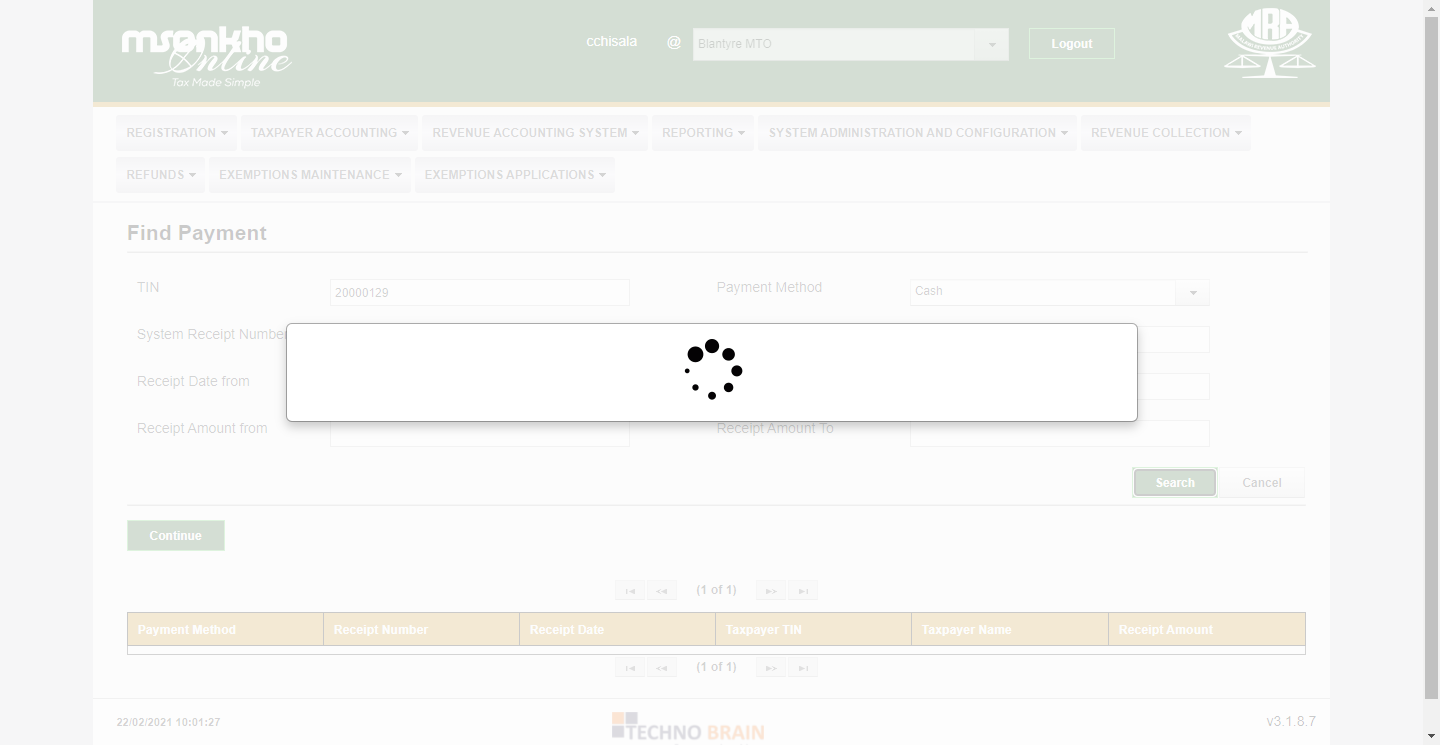 msonkho
Online
Tax Made Simple
cchisala @ Blantyre MTO Logout
MRA
REGISTRATION TAXPAYER ACCOUNTING REVENUE ACCOUNTING SYSTEM REPORTING SYSTEM ADMINISTRATION AND CONFIGURATION REVENUE COLLECTION
REFUNDS EXEMPTIONS MAINTENANCE EXEMPTIONS APPLICATIONS
Find Payment
TIN 20000129 Payment Method Cash
System Receipt Number
Receipt Date from
Receipt Amount from Receipt Amount To
Search Cancel
Continue
(1 of 1)
Payment Method Receipt Number Receipt Date Taxpayer TIN Taxpayer Name Receipt Amount
(1 of 1)
22/02/2021 10:01:27 TECHNO BRAIN v3.1.8.7